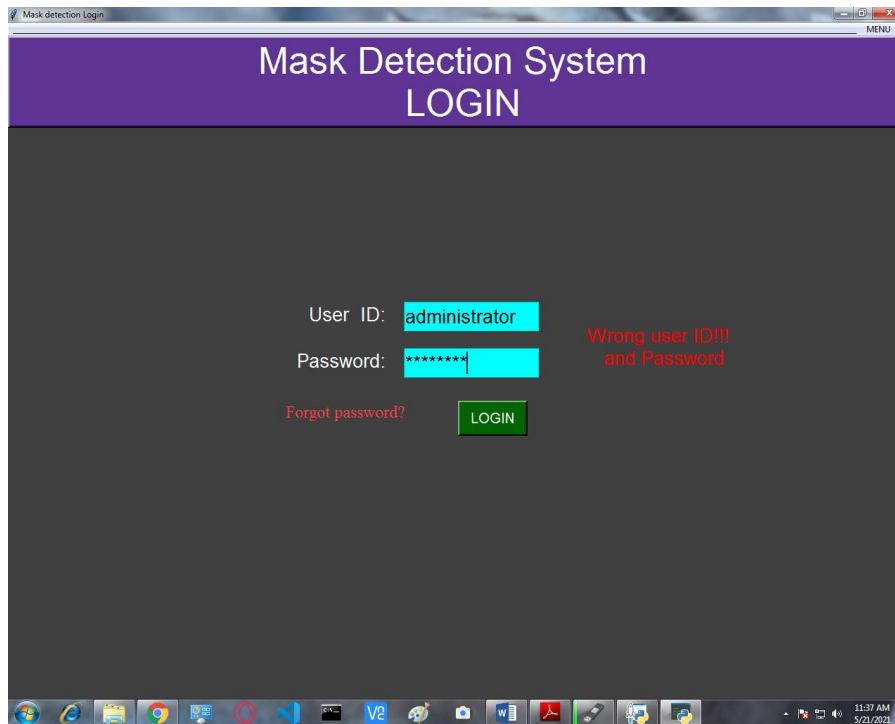 Mask detection Login
MENU
Mask Detection System
LOGIN
User ID: administrator
Wrong user ID!!!
and Password
Password: ********
Forgot password?
LOGIN
11:37 AM
5/21/2021